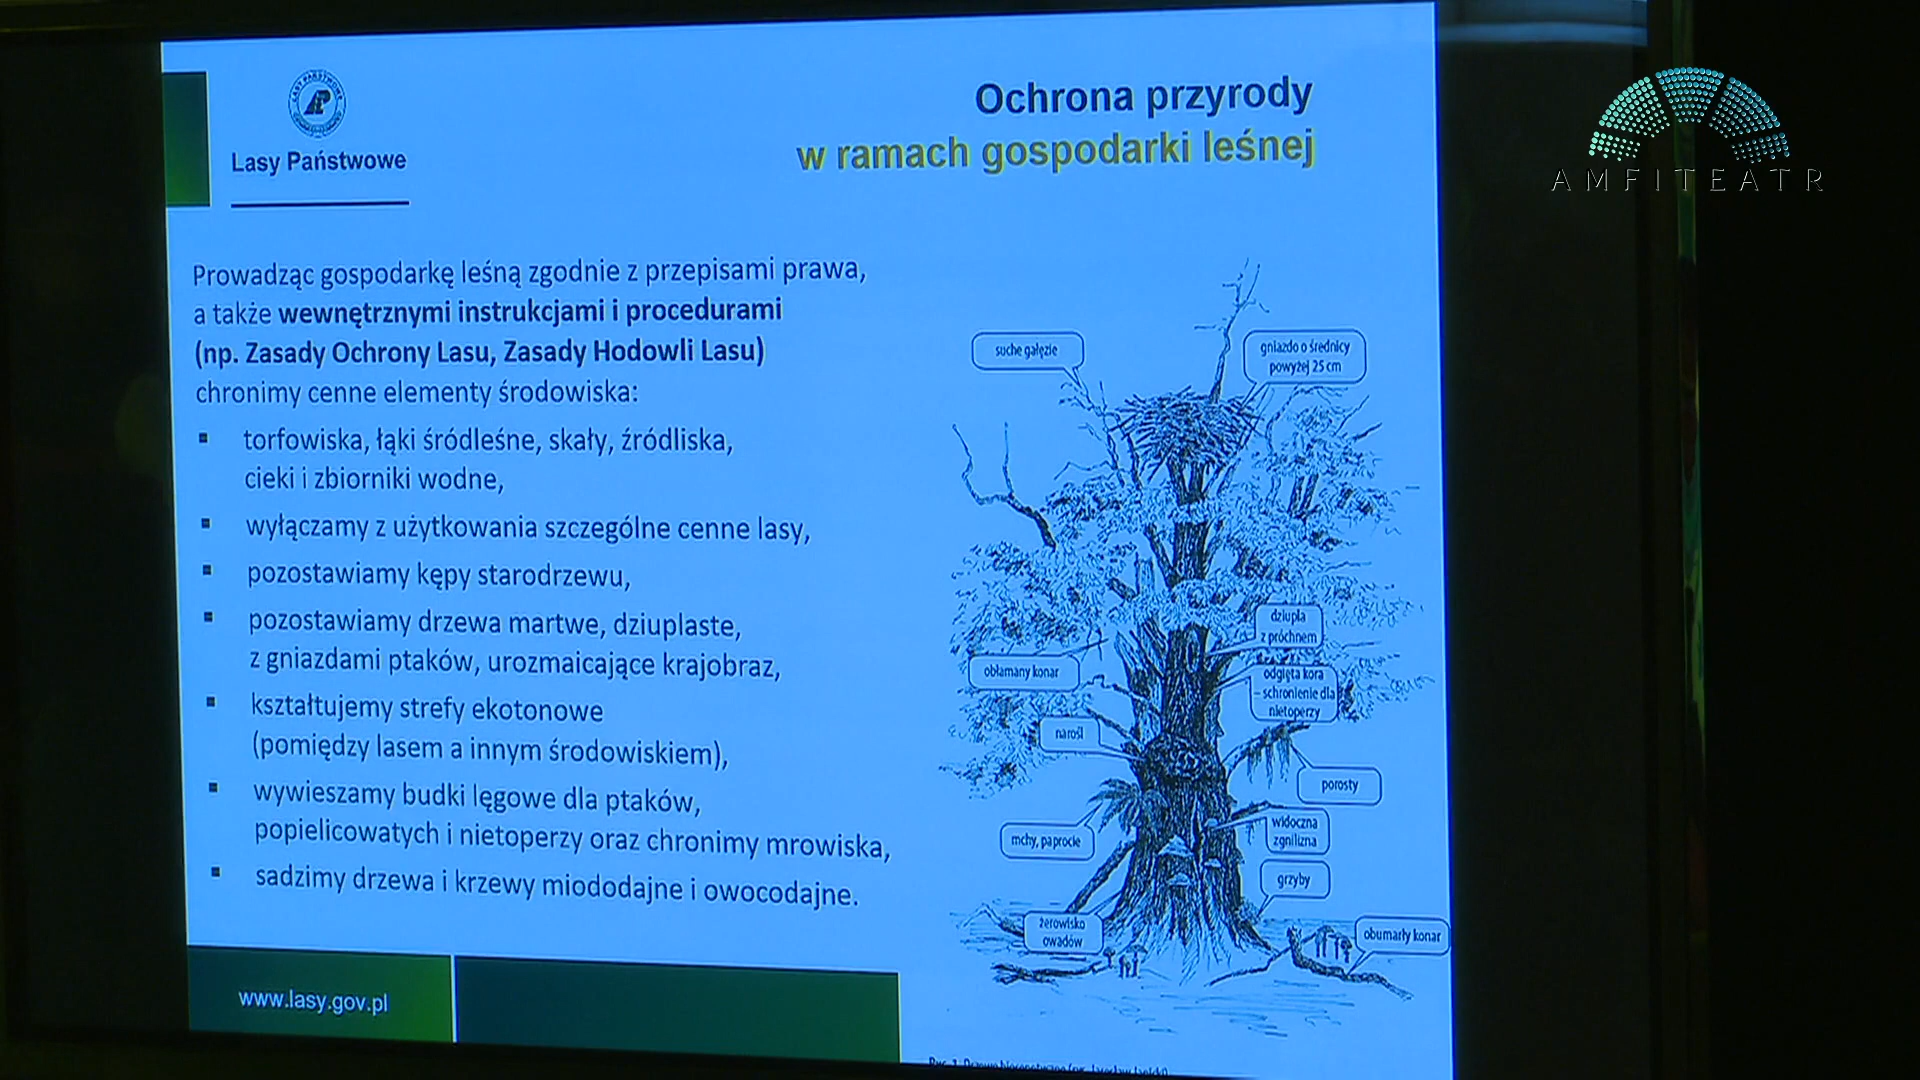 Lasy Państwowe
Ochrona przyrody
w ramach gospodarki leśnej
AMFITEATR
Prowadząc gospodarkę leśną zgodnie z przepisami prawa,
a także wewnętrznymi instrukcjami i procedurami
(np. Zasady Ochrony Lasu, Zasady Hodowli Lasu)
chronimy cenne elementy środowiska:
torfowiska, łąki śródleśne, skały, źródliska,
cieki i zbiorniki wodne,
wyłączamy z użytkowania szczególne cenne lasy,
pozostawiamy kępy starodrzewu,
pozostawiamy drzewa martwe, dziuplaste,
z gniazdami ptaków, urozmaicające krajobraz,
kształtujemy strefy ekotonowe
(pomiędzy lasem a innym środowiskiem),
wywieszamy budki lęgowe dla ptaków,
popielicowatych i nietoperzy oraz chronimy mrowiska,
sadzimy drzewa i krzewy miododajne i owocodajne.
suche gałęzie
gniazdo o średnicy
powyżej 25 cm
dziupla
z próchnem
obłamany konar
odgięta kora
– schronienie dla
nietoperzy
narośl
porosty
mchy, paprocie
widoczna
zgnilizna
grzyby
żerowisko
owadów
obumarły konar
www.lasy.gov.pl